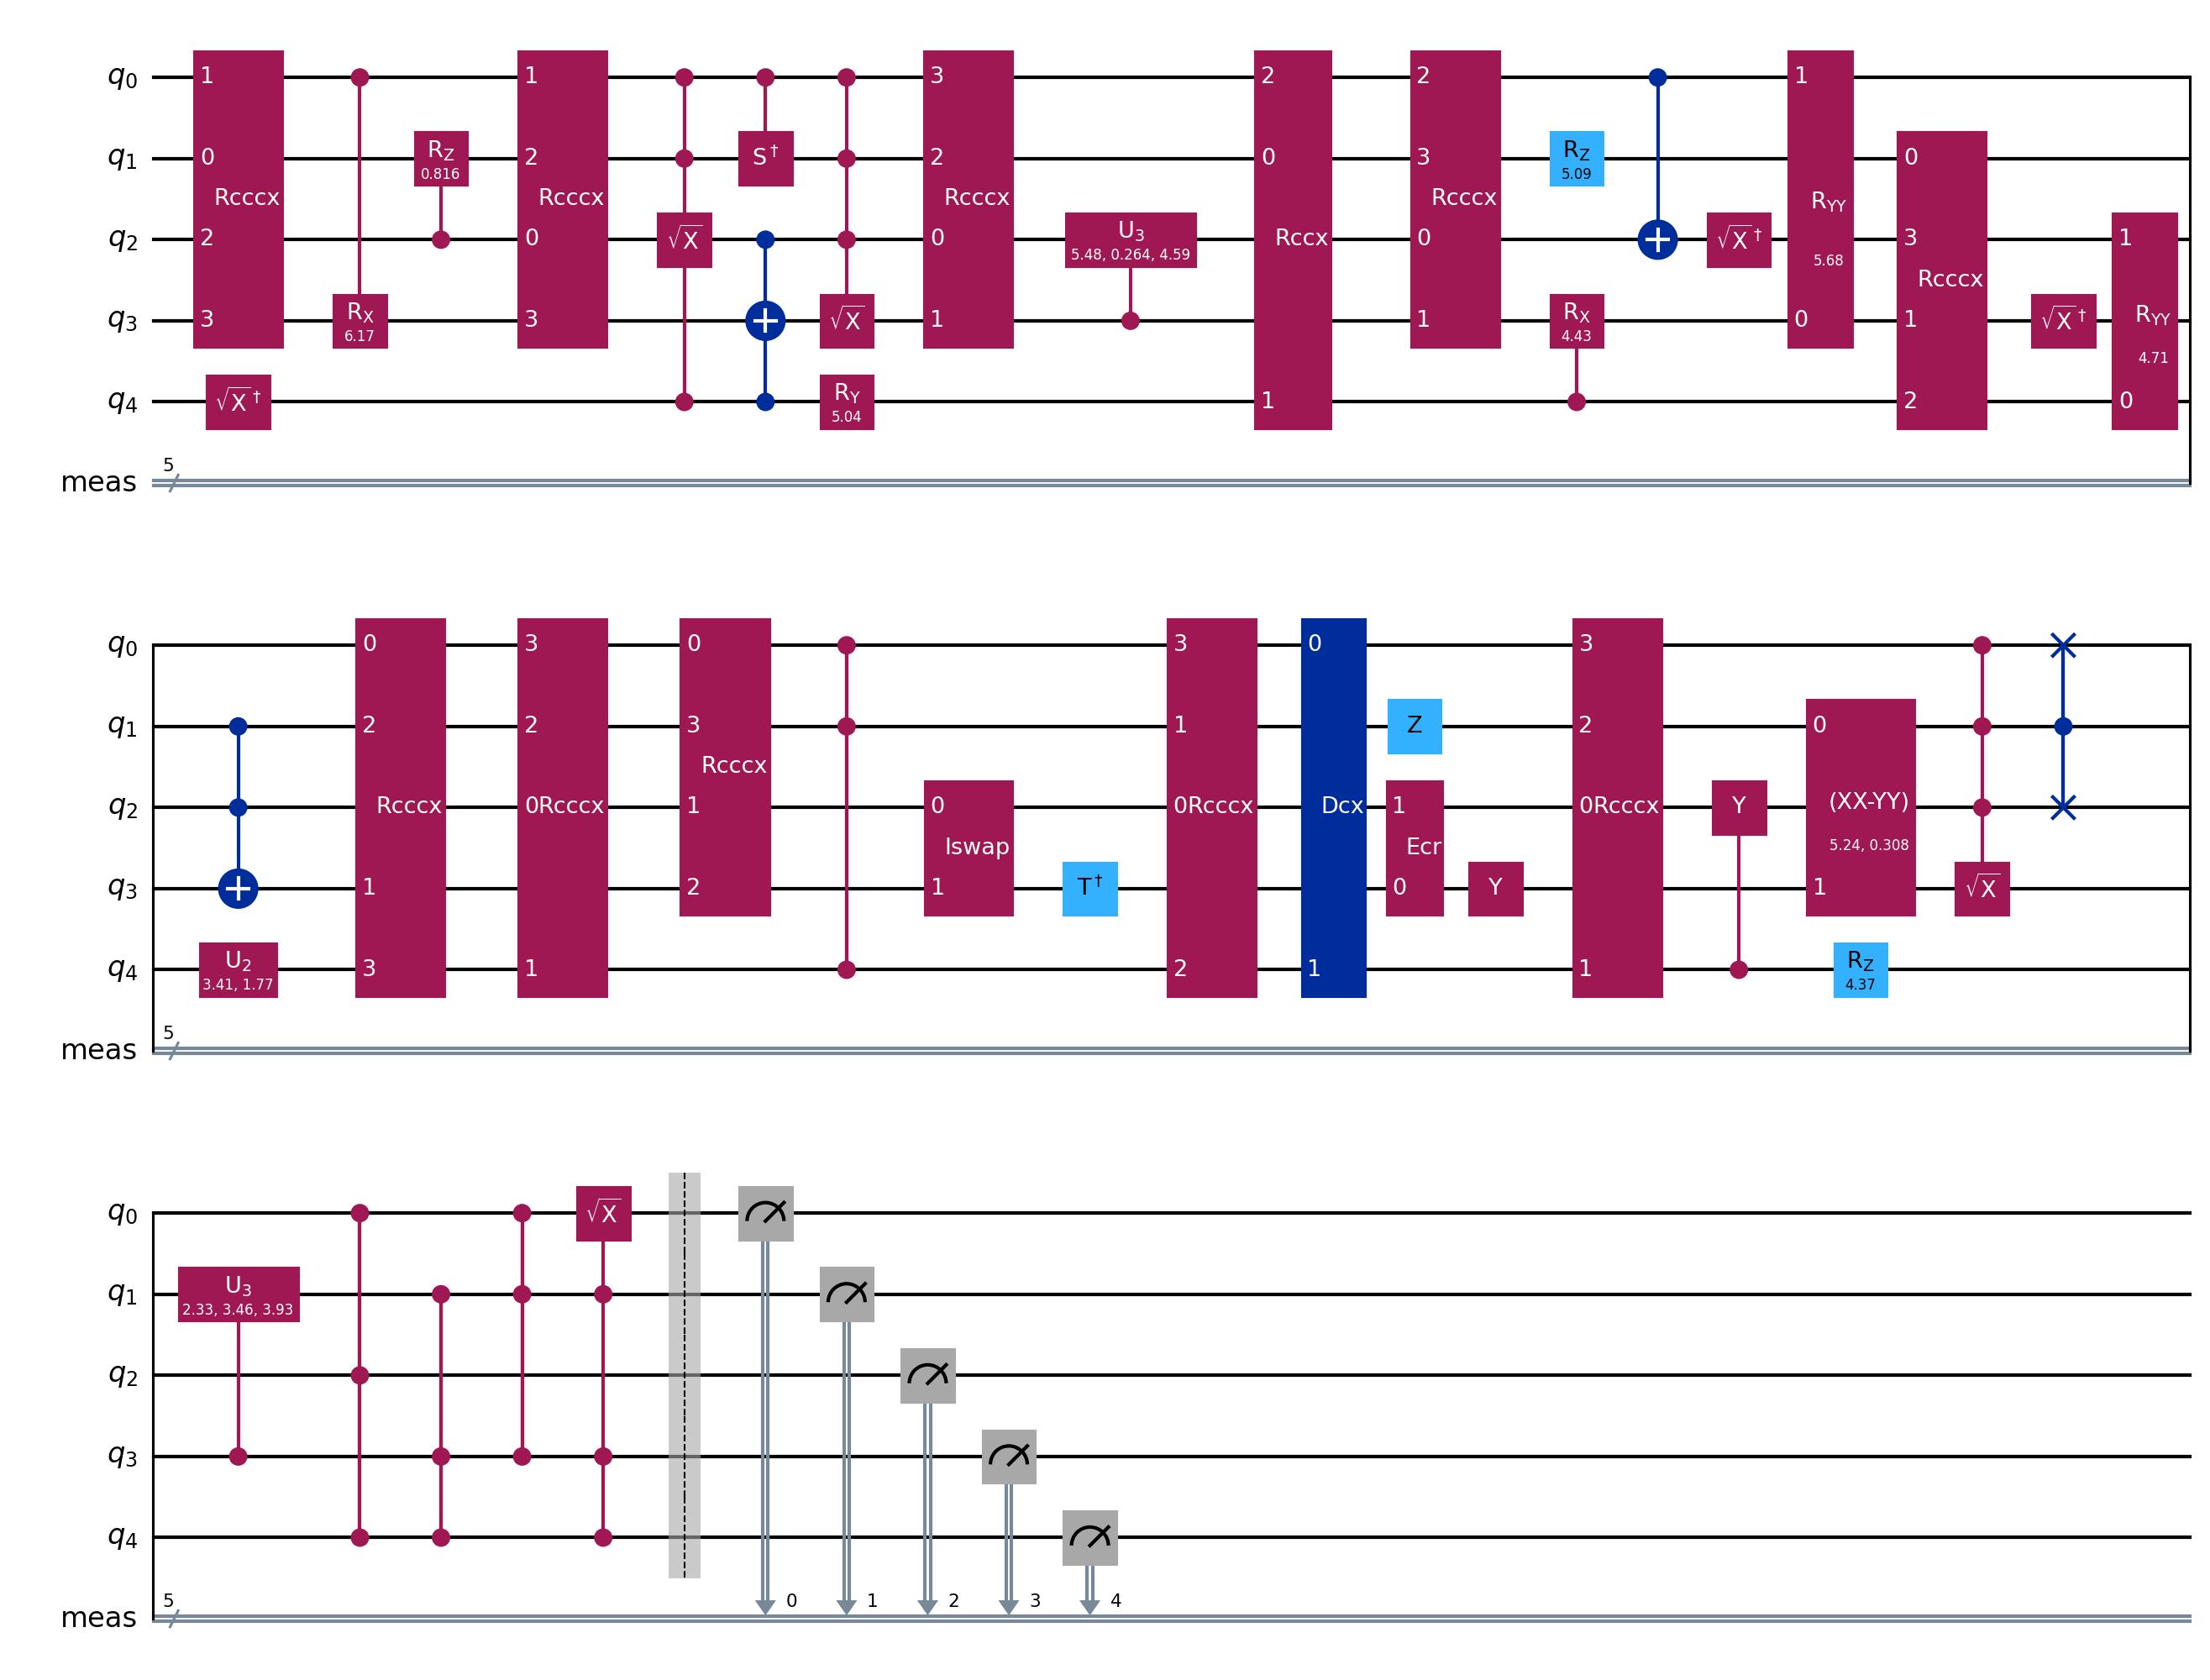 q0 1 1 3 2 2 1
q1 0 RZ 0.816 2 S† 2 0 3 RZ 5.09 0
Rcccx Rcccx Rcccx Rcccx RYY 5.68
q2 2 0 √X 0 U3 5.48, 0.264, 4.59 Rccx 0 √X† 3 1
Rcccx
q3 3 RX 6.17 3 √X 1 1 RX 4.43 0 1 √X† RYY 4.71
q4 √X† RY 5.04 1 2 0
meas 5
q0 0 3 0 3 0 3
q1 2 2 3 1 Z 2 0
Rcccx
q2 Rcccx 0Rcccx 1 0 0Rcccx Dcx 1 0Rcccx Y (XX-YY) 5.24, 0.308
Iswap Ecr
q3 1 2 1 T† 0 Y 1 √X
q4 U2 3.41, 1.77 3 1 2 1 1 RZ 4.37
meas 5
q0 √X
q1 U3 2.33, 3.46, 3.93
q2
q3
q4
meas 5 0 1 2 3 4